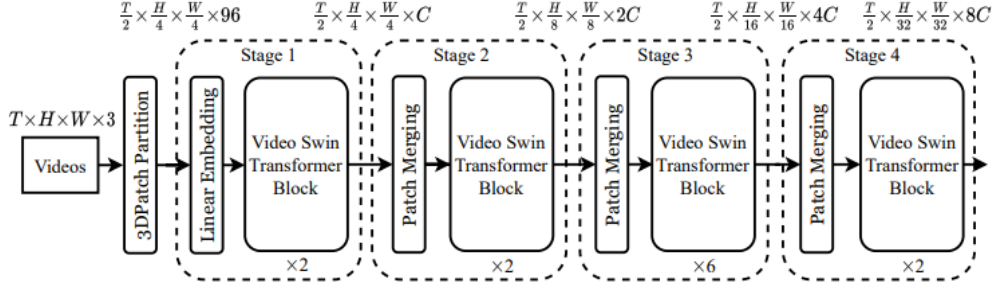 T/2 × H/4 × W/4 × 96
T/2 × H/4 × W/4 × C
T/2 × H/8 × W/8 × 2C
T/2 × H/16 × W/16 × 4C
T/2 × H/32 × W/32 × 8C
Stage 1
Stage 2
Stage 3
Stage 4
T×H×W×3
Videos
3DPatch Partition
Linear Embedding
Video Swin
Transformer
Block
×2
Patch Merging
Video Swin
Transformer
Block
×2
Patch Merging
Video Swin
Transformer
Block
×6
Patch Merging
Video Swin
Transformer
Block
×2